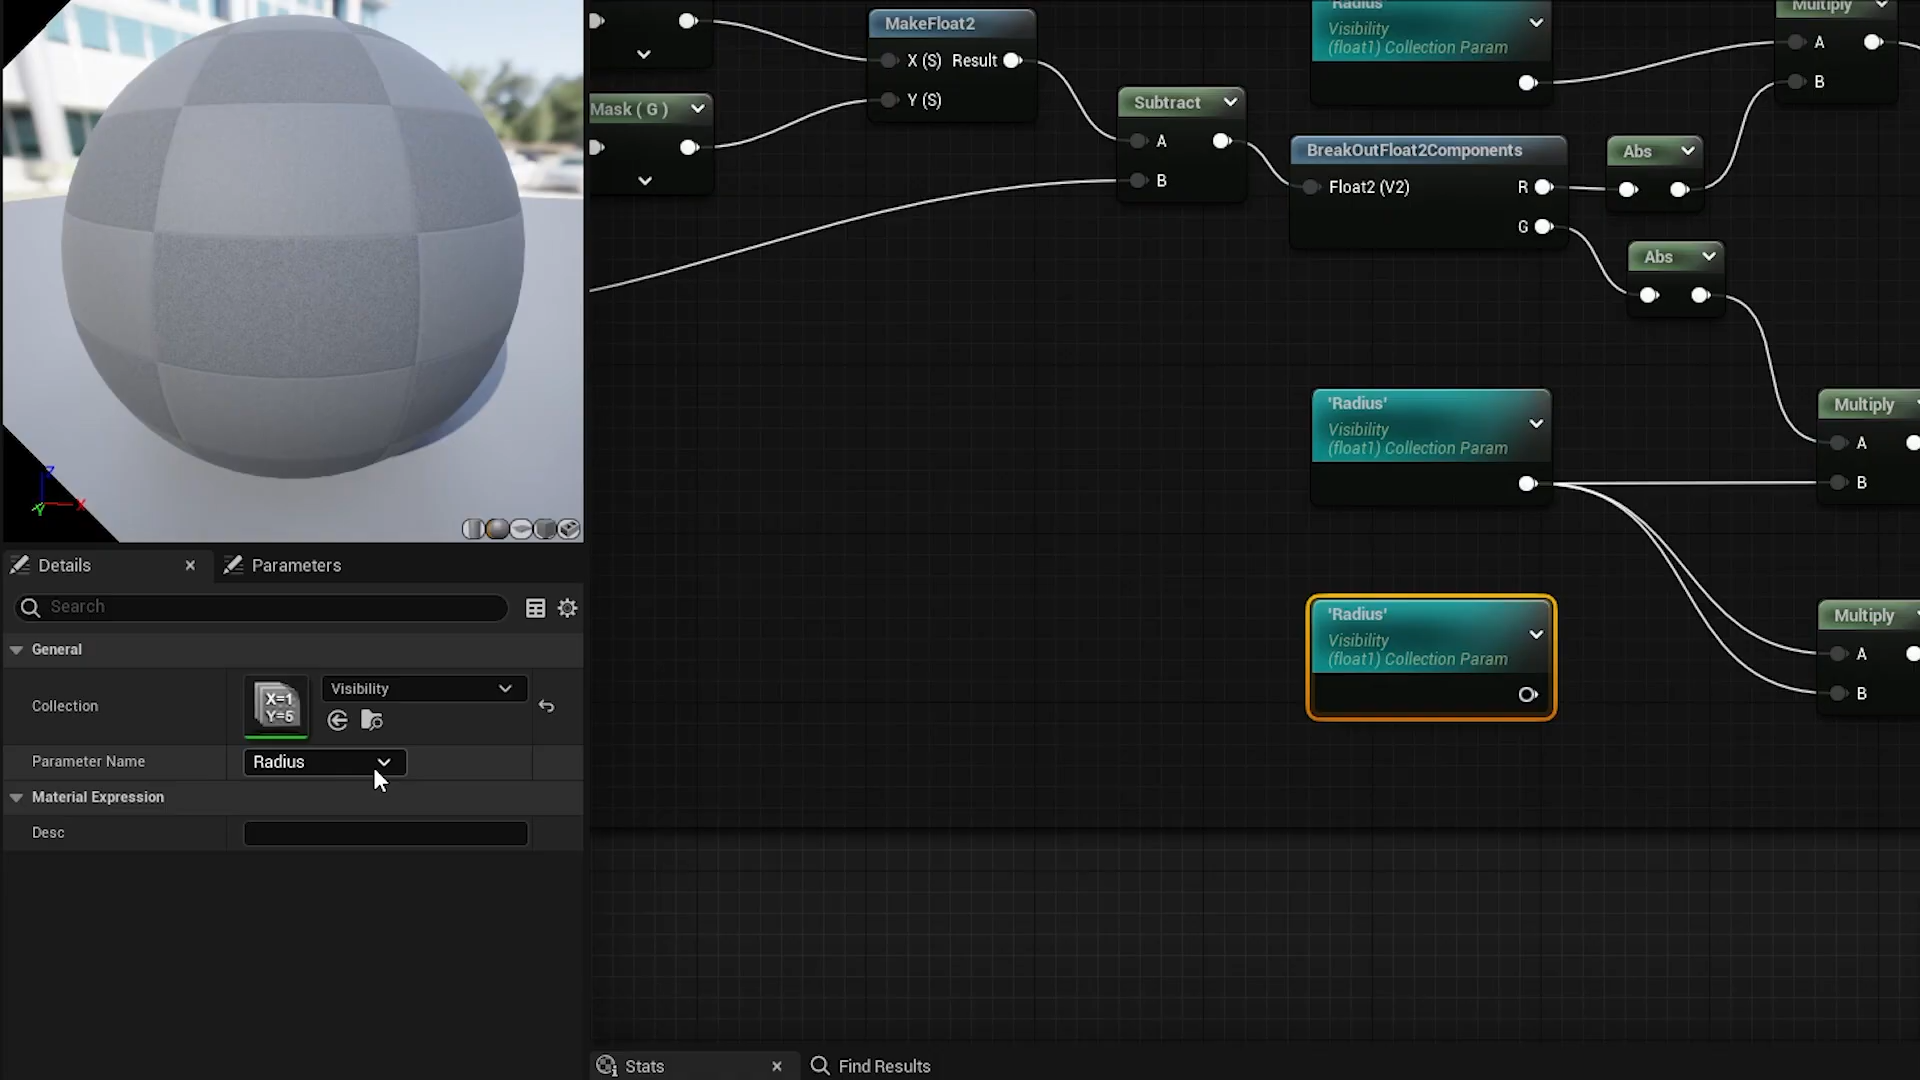 MakeFloat2
X (S) Result
Y (S)
Mask ( G )
Subtract
A
B
'Radius'
Visibility
(float1) Collection Param
Multiply
A
B
BreakOutFloat2Components
Float2 (V2)
R
G
Abs
Abs
'Radius'
Visibility
(float1) Collection Param
Multiply
A
B
'Radius'
Visibility
(float1) Collection Param
Multiply
A
B
Z
X
Y
Details
Parameters
Search
General
Collection
X=1
Y=5
Visibility
Parameter Name
Radius
Material Expression
Desc
Stats
Find Results